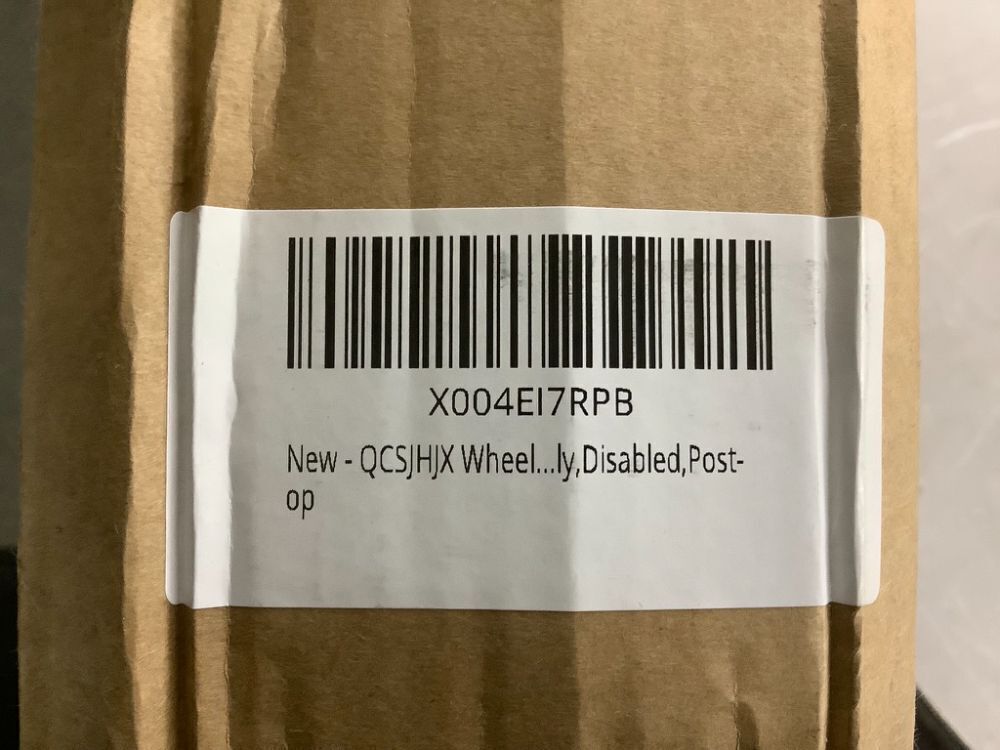 X004EI7RPB
New - QCSJHJX Wheel...ly,Disabled,Post-
op